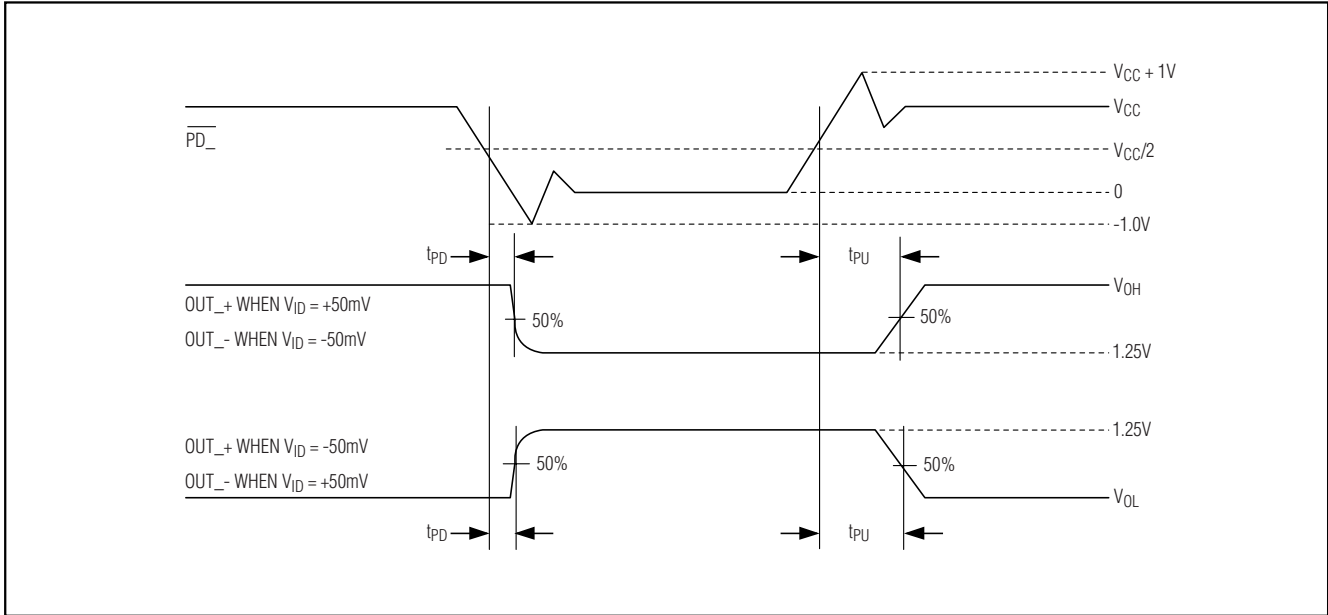 V_CC + 1V
V_CC
P̅D̅_̅
V_CC/2
0
-1.0V
t_PD
t_PU
V_OH
OUT_+ WHEN V_ID = +50mV
50%
50%
OUT_- WHEN V_ID = -50mV
1.25V
1.25V
OUT_+ WHEN V_ID = -50mV
50%
50%
OUT_- WHEN V_ID = +50mV
V_OL
t_PD
t_PU